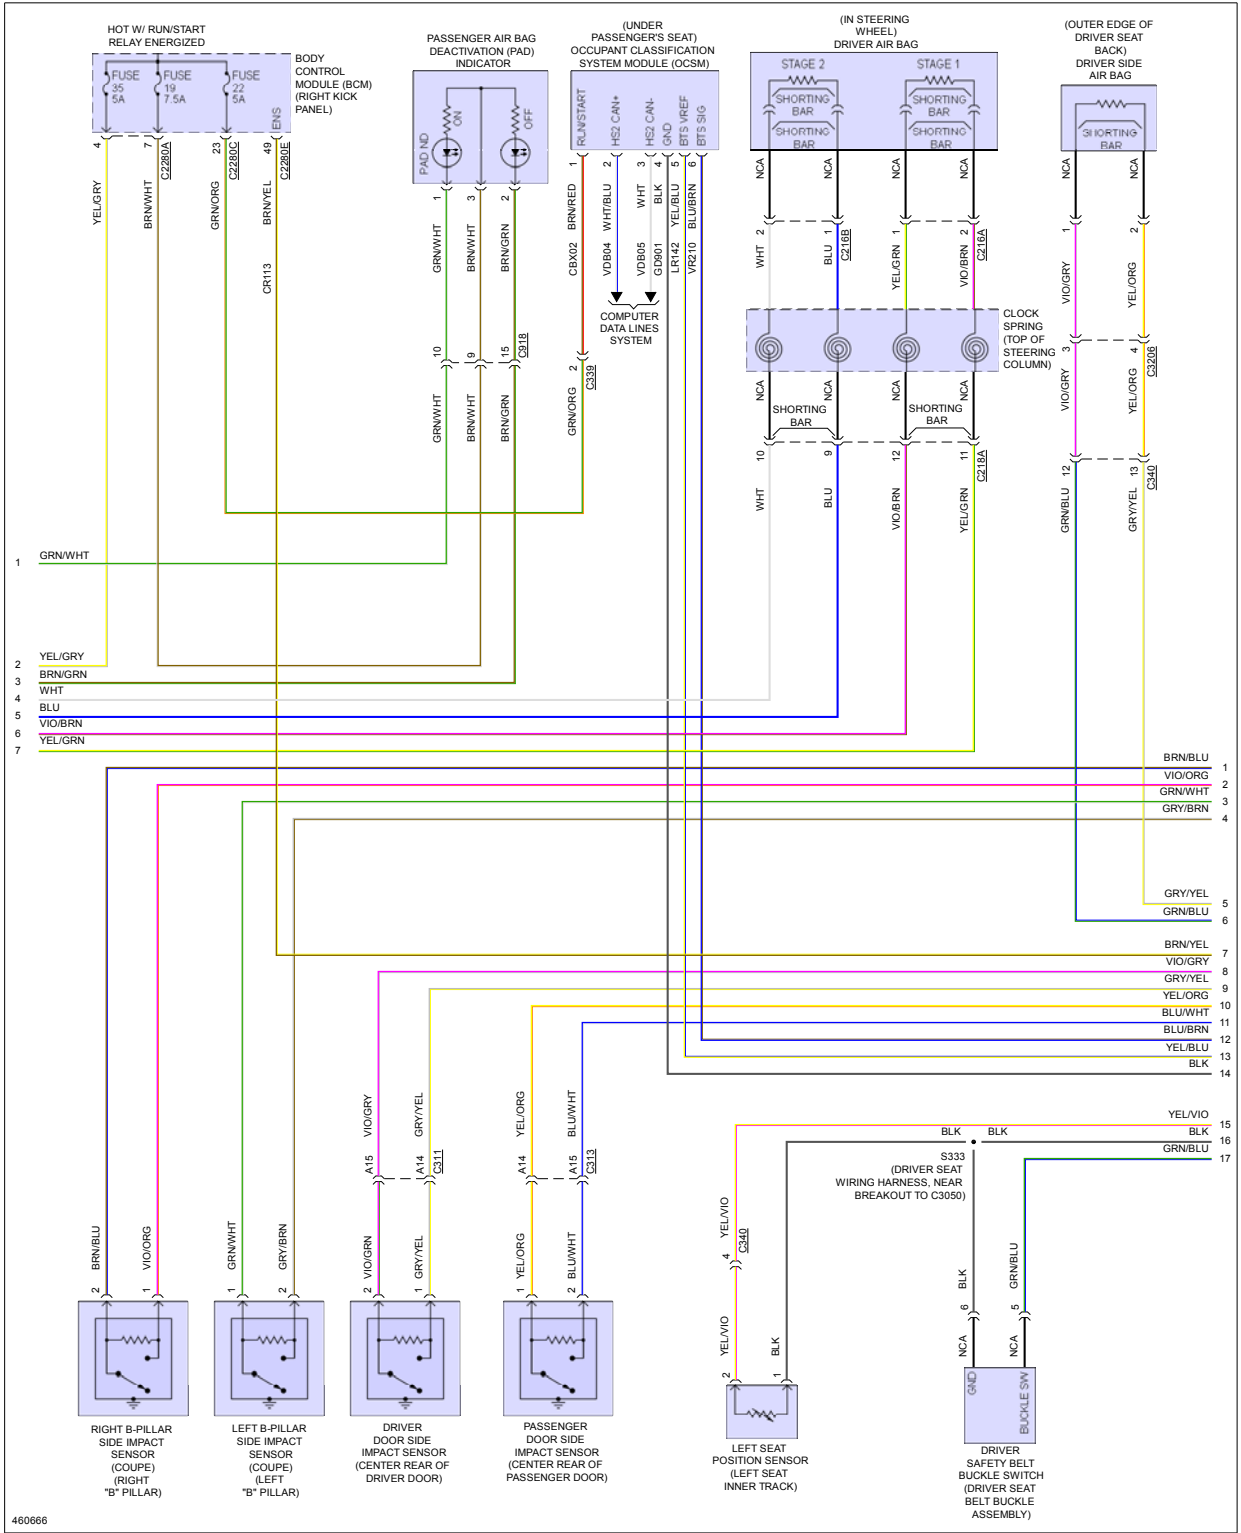 HOT W/ RUN/START
RELAY ENERGIZED
FUSE
35
5A
FUSE
19
7.5A
FUSE
22
5A
ENS
BODY
CONTROL
MODULE (BCM)
(RIGHT KICK
PANEL)
4
7
C2280A
23
C2280C
49
C2280E
YEL/GRY
BRN/WHT
GRN/ORG
BRN/YEL
CR113
PASSENGER AIR BAG
DEACTIVATION (PAD)
INDICATOR
PAD IND
ON
OFF
1
3
2
GRN/WHT
BRN/WHT
BRN/GRN
10
9
15
C918
GRN/WHT
BRN/WHT
BRN/GRN
(UNDER
PASSENGER'S SEAT)
OCCUPANT CLASSIFICATION
SYSTEM MODULE (OCSM)
RUN/START
HS2 CAN+
HS2 CAN-
GND
BTS VREF
BTS SIG
1
2
3
4
5
6
BRN/RED
WHT/BLU
WHT
BLK
YEL/BLU
BLU/BRN
CBX02
VDB04
VDB05
GD901
LR142
VR210
COMPUTER
DATA LINES
SYSTEM
2
C339
GRN/ORG
(IN STEERING
WHEEL)
DRIVER AIR BAG
STAGE 2
STAGE 1
SHORTING
BAR
SHORTING
BAR
SHORTING
BAR
SHORTING
BAR
NCA
NCA
NCA
NCA
2
1
C216B
1
2
C216A
WHT
BLU
YEL/GRN
VIO/BRN
CLOCK
SPRING
(TOP OF
STEERING
COLUMN)
NCA
NCA
NCA
NCA
SHORTING
BAR
SHORTING
BAR
10
9
12
11
C218A
WHT
BLU
VIO/BRN
YEL/GRN
(OUTER EDGE OF
DRIVER SEAT
BACK)
DRIVER SIDE
AIR BAG
SHORTING
BAR
NCA
NCA
1
2
VIO/GRY
YEL/ORG
3
4
C3206
VIO/GRY
YEL/ORG
12
13
C340
GRN/BLU
GRY/YEL
1 GRN/WHT
2 YEL/GRY
3 BRN/GRN
4 WHT
5 BLU
6 VIO/BRN
7 YEL/GRN
BRN/BLU 1
VIO/ORG 2
GRN/WHT 3
GRY/BRN 4
GRY/YEL 5
GRN/BLU 6
BRN/YEL 7
VIO/GRY 8
GRY/YEL 9
YEL/ORG 10
BLU/WHT 11
BLU/BRN 12
YEL/BLU 13
BLK 14
YEL/VIO 15
BLK BLK BLK 16
GRN/BLU 17
S333
(DRIVER SEAT
WIRING HARNESS, NEAR
BREAKOUT TO C3050)
VIO/GRY
GRY/YEL
YEL/ORG
BLU/WHT
A15
A14
C311
A14
A15
C313
BRN/BLU
VIO/ORG
GRN/WHT
GRY/BRN
VIO/GRN
GRY/YEL
YEL/ORG
BLU/WHT
2
1
1
2
2
1
1
2
YEL/VIO
4
C340
YEL/VIO
BLK
2
1
BLK
GRN/BLU
6
5
NCA
NCA
GND
BUCKLE SW
RIGHT B-PILLAR
SIDE IMPACT
SENSOR
(COUPE)
(RIGHT
"B" PILLAR)
LEFT B-PILLAR
SIDE IMPACT
SENSOR
(COUPE)
(LEFT
"B" PILLAR)
DRIVER
DOOR SIDE
IMPACT SENSOR
(CENTER REAR OF
DRIVER DOOR)
PASSENGER
DOOR SIDE
IMPACT SENSOR
(CENTER REAR OF
PASSENGER DOOR)
LEFT SEAT
POSITION SENSOR
(LEFT SEAT
INNER TRACK)
DRIVER
SAFETY BELT
BUCKLE SWITCH
(DRIVER SEAT
BELT BUCKLE
ASSEMBLY)
460666